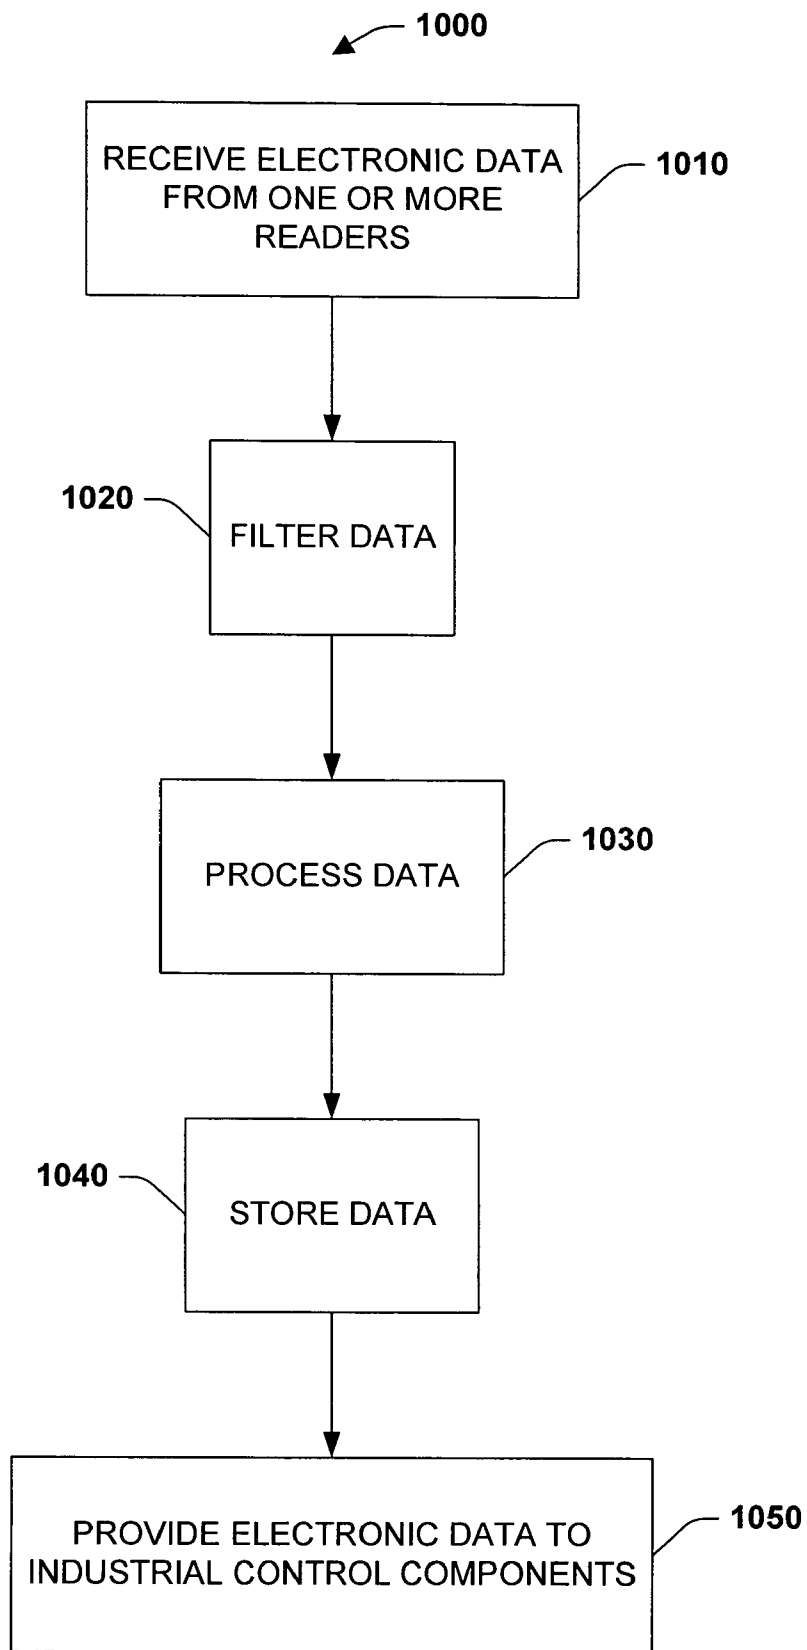 1000
RECEIVE ELECTRONIC DATA
FROM ONE OR MORE
READERS
1010
1020
FILTER DATA
1030
PROCESS DATA
1040
STORE DATA
1050
PROVIDE ELECTRONIC DATA TO
INDUSTRIAL CONTROL COMPONENTS